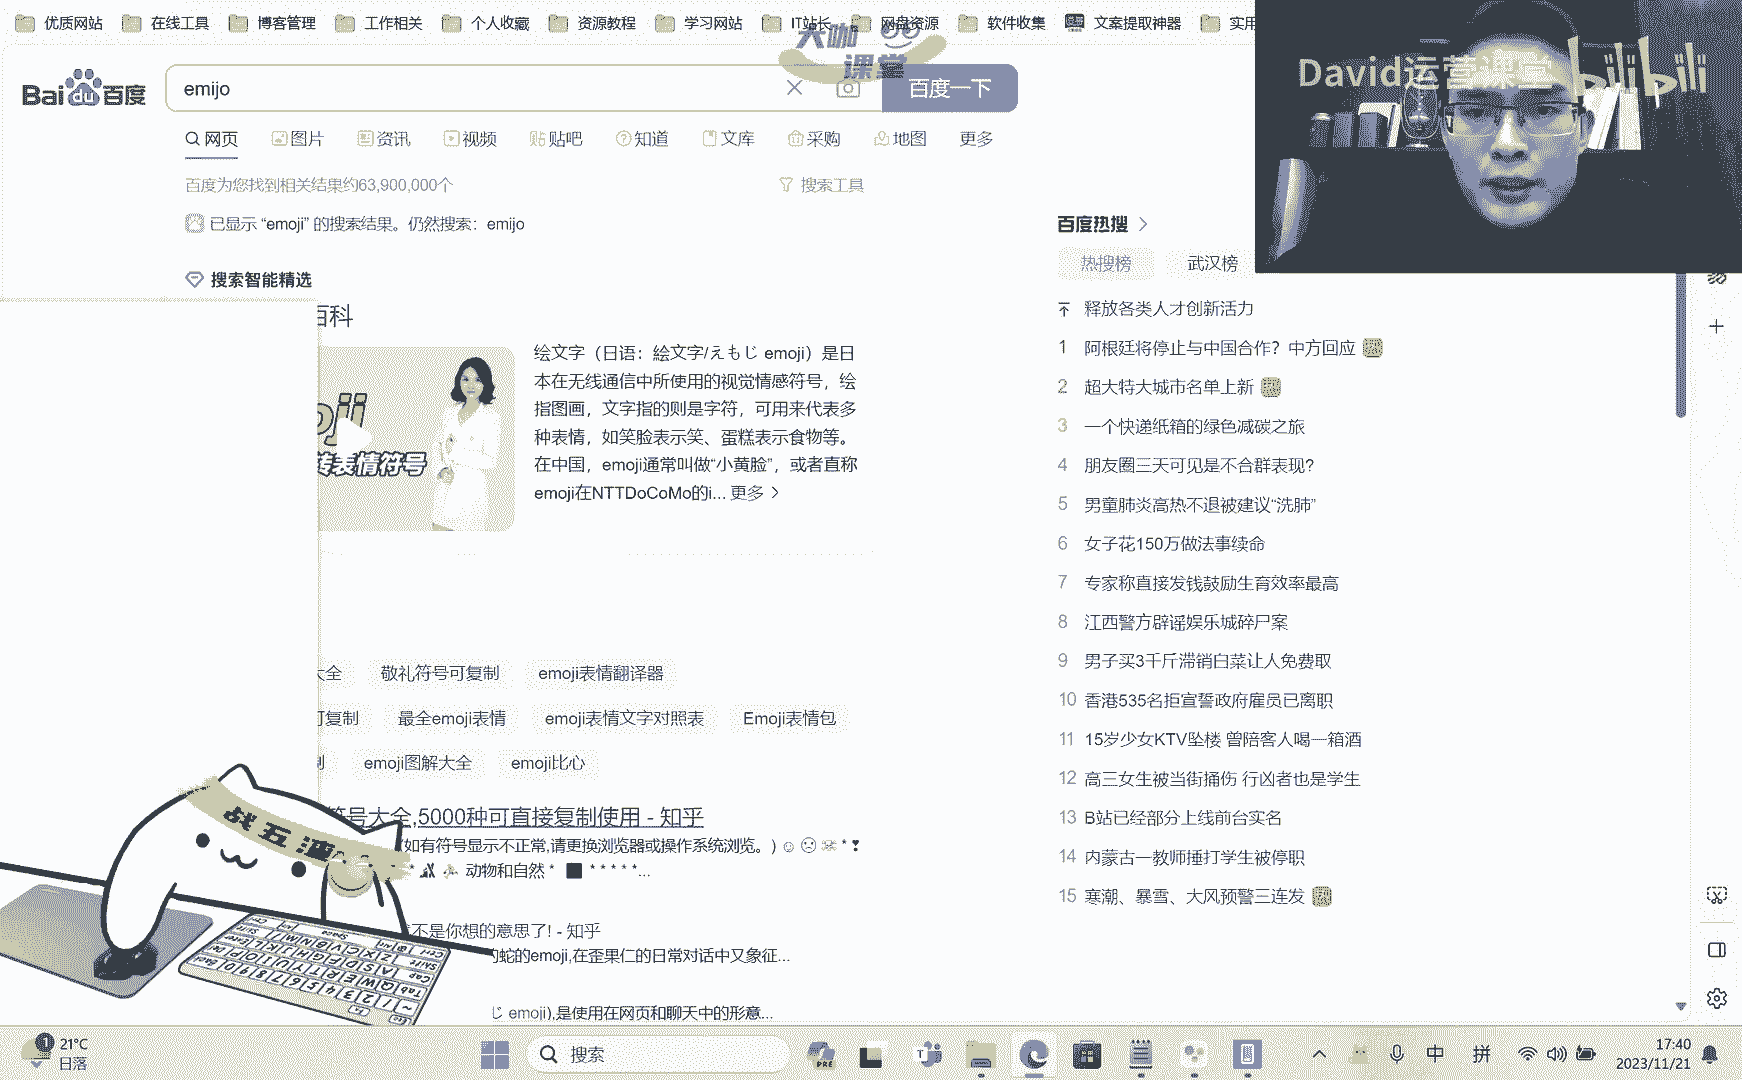 优质网站 在线工具 博客管理 工作相关 个人收藏 资源教程 学习网站 IT站长 网盘资源 软件收集 文案提取神器 实用
大咖
课堂
David运营课堂 bilibili
Bai du 百度 emijo 百度一下
网页 图片 资讯 视频 贴吧 知道 文库 采购 地图 更多
百度为您找到相关结果约63,900,000个 搜索工具
已显示 “emoji” 的搜索结果。仍然搜索：emijo
搜索智能精选
百科
绘文字（日语：绘文字/えもじ emoji）是日
本在无线通信中所使用的视觉情感符号，绘
指图画，文字指的则是字符，可用来代表多
种表情，如笑脸表示笑、蛋糕表示食物等。
在中国，emoji通常叫做“小黄脸”，或者直称
emoji在NTTDoCoMo的i... 更多
oji
表情符号
大全 敬礼符号可复制 emoji表情翻译器
可复制 最全emoji表情 emoji表情文字对照表 Emoji表情包
制 emoji图解大全 emoji比心
符号大全,5000种可直接复制使用 - 知乎
(如有符号显示不正常,请更换浏览器或操作系统浏览。) ☺ ☹ * ❣
* 动物和自然 * ■ * * * * *...
不是你想的意思了! - 知乎
的蛇的emoji,在歪果仁的日常对话中又象征...
じ emoji),是使用在网页和聊天中的形意...
百度热搜
热搜榜 武汉榜
释放各类人才创新活力
1 阿根廷将停止与中国合作？中方回应
2 超大特大城市名单上新
3 一个快递纸箱的绿色减碳之旅
4 朋友圈三天可见是不合群表现?
5 男童肺炎高热不退被建议“洗肺”
6 女子花150万做法事续命
7 专家称直接发钱鼓励生育效率最高
8 江西警方辟谣娱乐城碎尸案
9 男子买3千斤滞销白菜让人免费取
10 香港535名拒宣誓政府雇员已离职
11 15岁少女KTV坠楼 曾陪客人喝一箱酒
12 高三女生被当街捅伤 行凶者也是学生
13 B站已经部分上线前台实名
14 内蒙古一教师捶打学生被停职
15 寒潮、暴雪、大风预警三连发
战五渣
1 21°C
日落
搜索
PRE
中 拼
17:40
2023/11/21